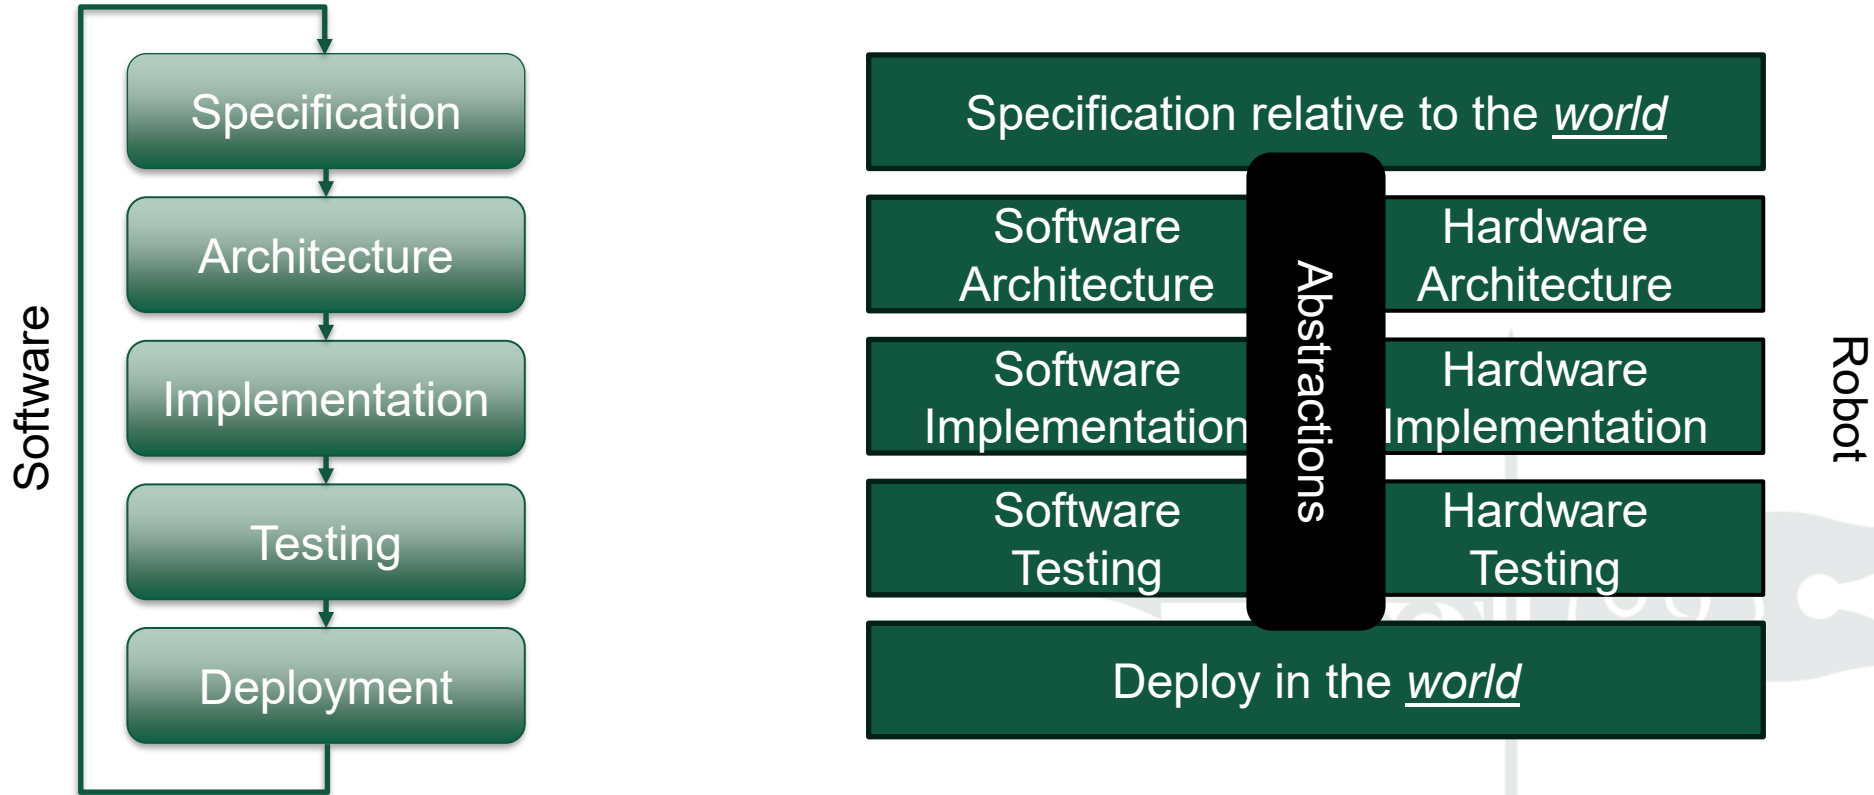 Software
Specification
Architecture
Implementation
Testing
Deployment
Specification relative to the world
Software
Architecture
Hardware
Architecture
Software
Implementation
Hardware
Implementation
Software
Testing
Hardware
Testing
Abstractions
Deploy in the world
Robot